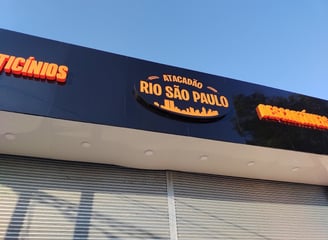 TICÍNIOS
ATACADÃO
RIO SÃO PAULO